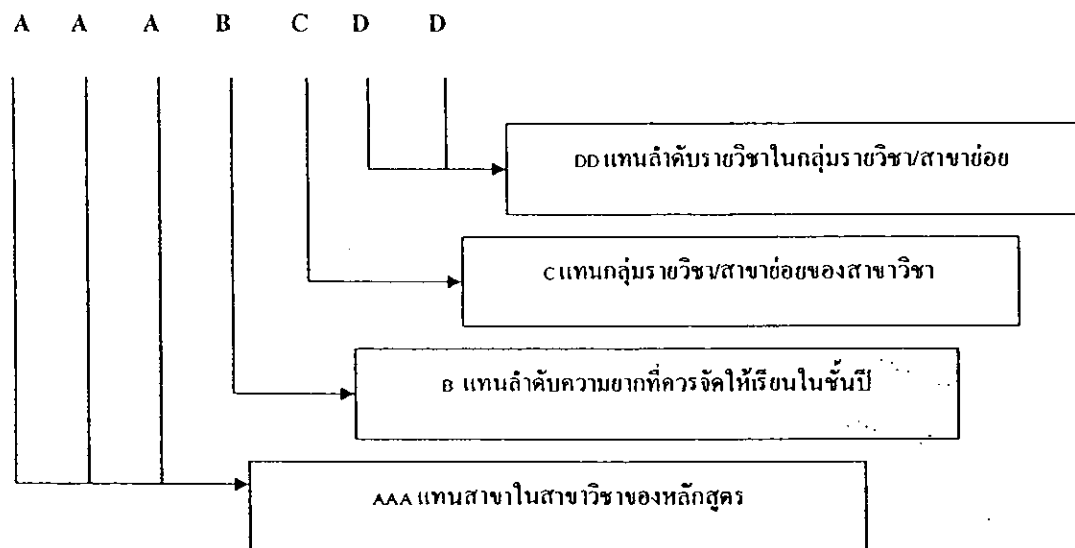 A A A B C D D
DD แทนลำดับรายวิชาในกลุ่มรายวิชา/สาขาย่อย
C แทนกลุ่มรายวิชา/สาขาย่อยของสาขาวิชา
B แทนลำดับความยากที่ควรจัดให้เรียนในชั้นปี
AAA แทนสาขาในสาขาวิชาของหลักสูตร